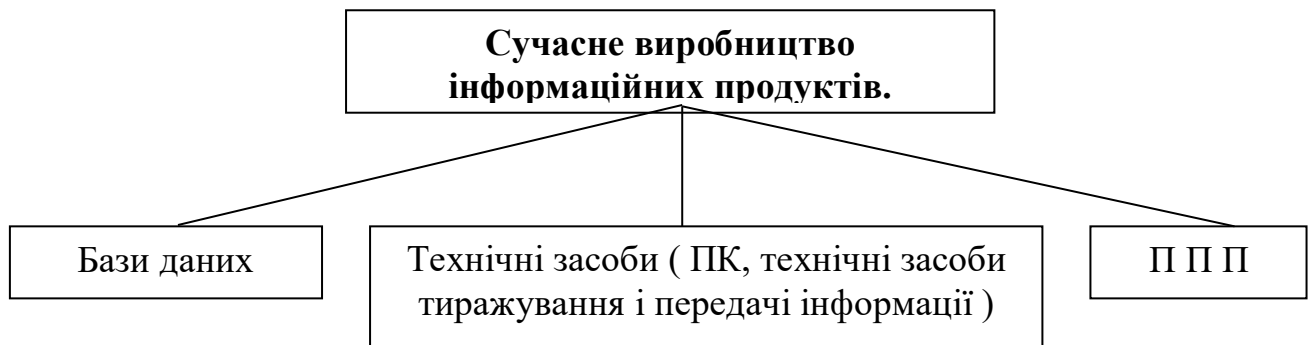 Сучасне виробництво
інформаційних продуктів.
Бази даних
Технічні засоби ( ПК, технічні засоби
тиражування і передачі інформації )
П П П